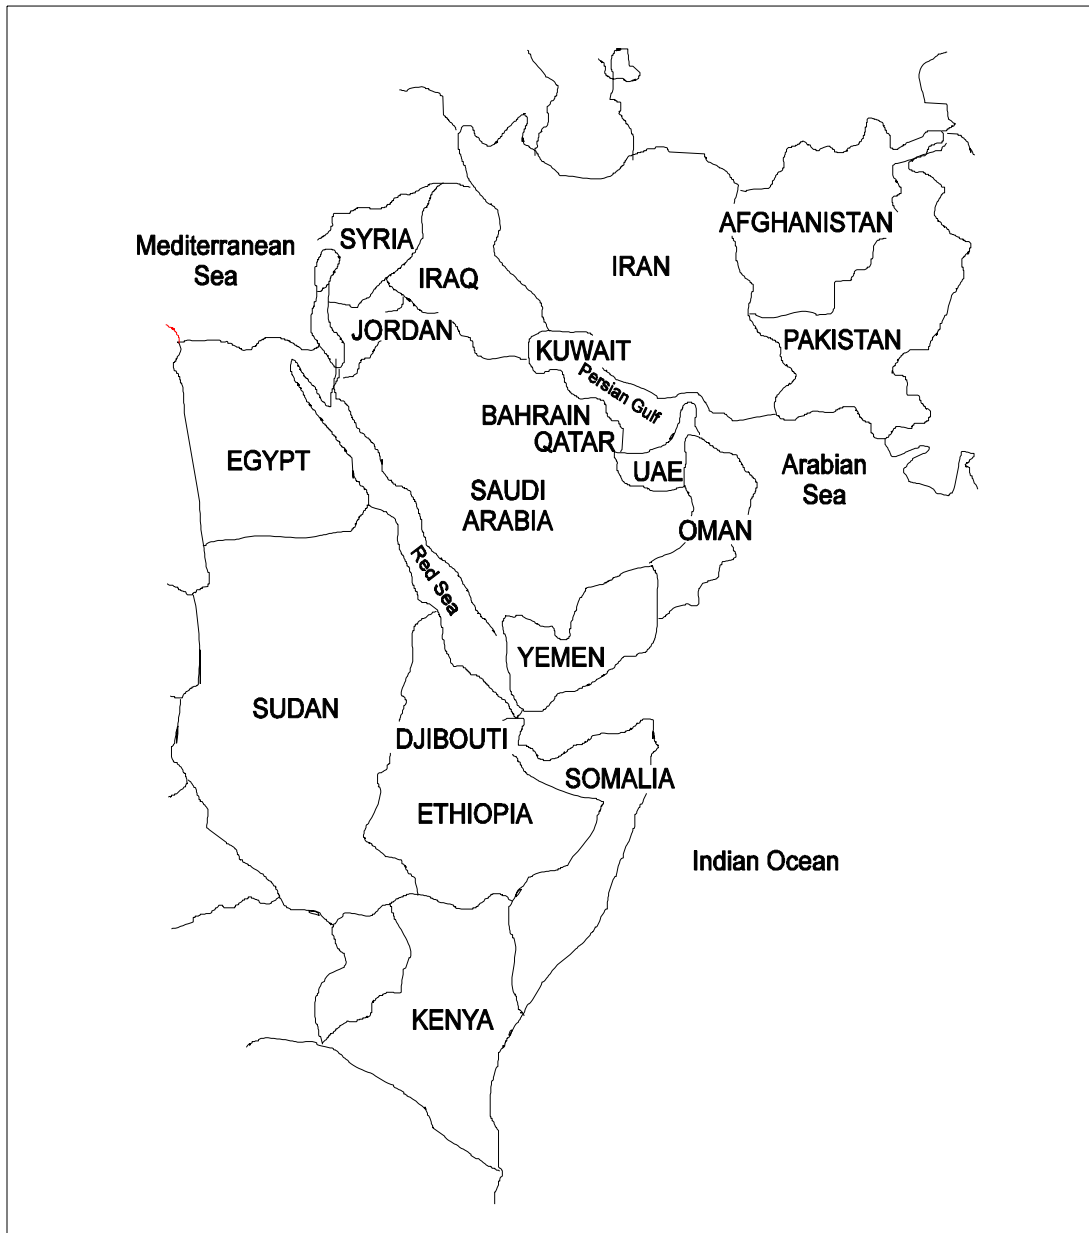 AFGHANISTAN
SYRIA
Mediterranean
Sea
IRAQ
IRAN
JORDAN
KUWAIT
PAKISTAN
Persian Gulf
BAHRAIN
QATAR
EGYPT
UAE
Arabian
Sea
SAUDI
ARABIA
OMAN
Red Sea
YEMEN
SUDAN
DJIBOUTI
SOMALIA
ETHIOPIA
Indian Ocean
KENYA